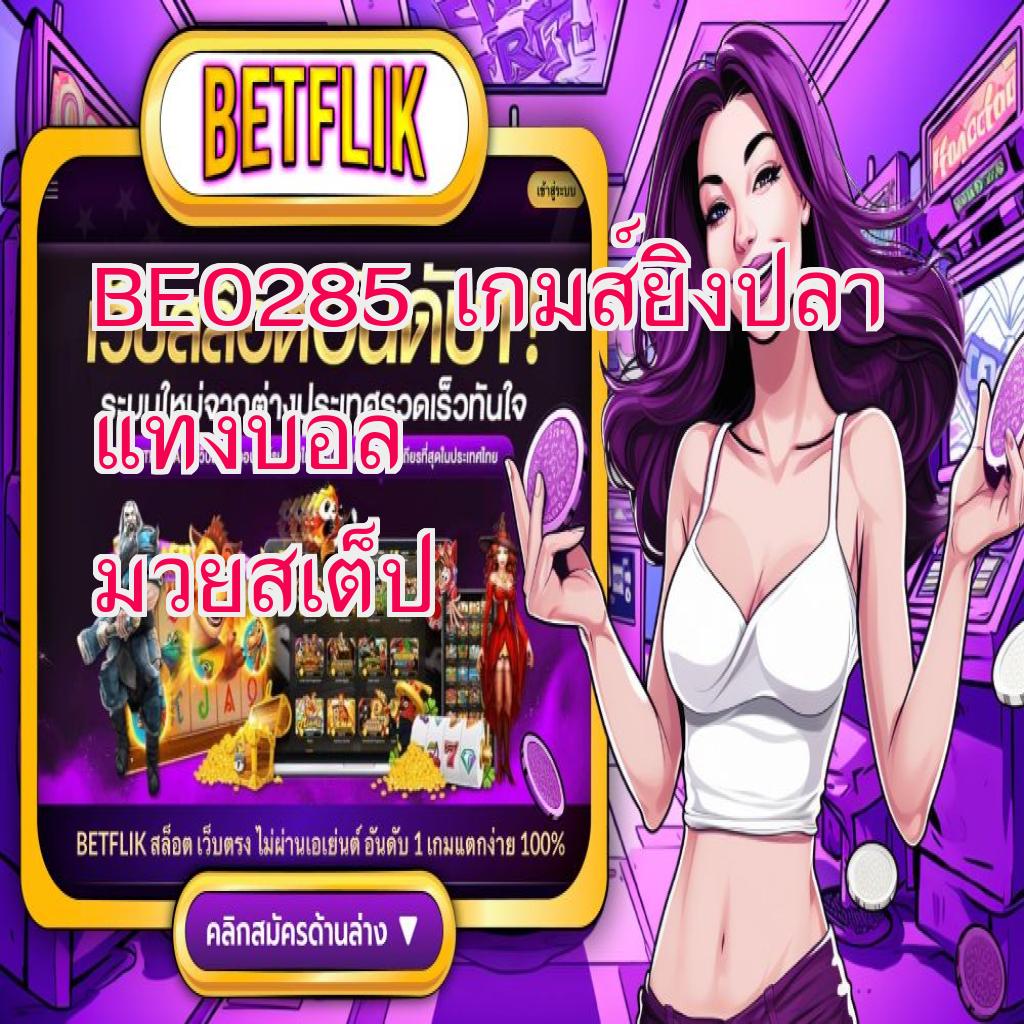 BETFLIK
เข้าสู่ระบบ
BE0285 เกมส์ยิงปลา
ระบบใหม่จากต่างประเทศรวดเร็วทันใจ
แทงบอล
มวยสเต็ป
BETFLIK สล็อต เว็บตรง ไม่ผ่านเอเย่นต์ อันดับ 1 เกมแตกง่าย 100%
คลิกสมัครด้านล่าง ▼